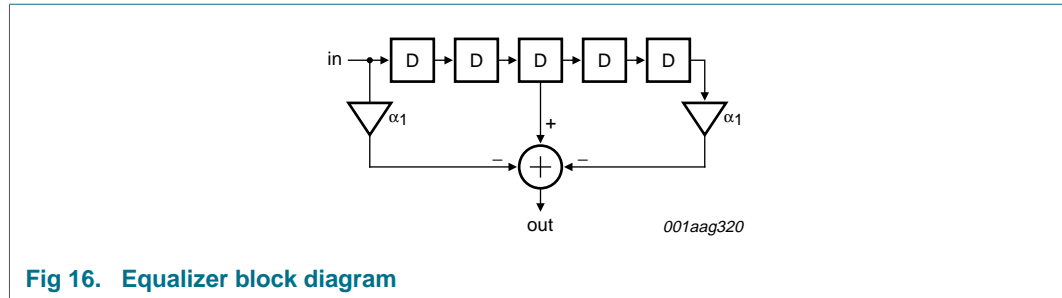 in D D D D D
α1 α1
+
– –
out 001aag320
Fig 16. Equalizer block diagram